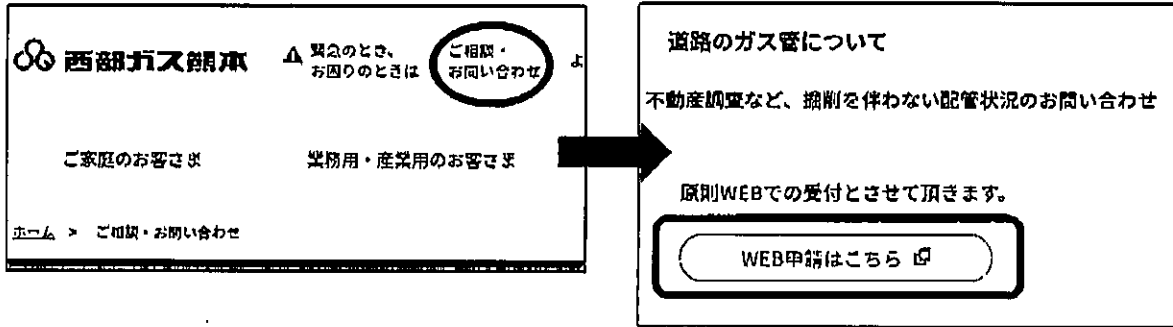 西部ガス熊本
緊急のとき、
お困りのときは
ご相談・
お問い合わせ
よ
ご家庭のお客さま
業務用・産業用のお客さま
ホーム > ご相談・お問い合わせ
道路のガス管について
不動産調査など、掘削を伴わない配管状況のお問い合わせ
原則WEBでの受付とさせて頂きます。
WEB申請はこちら